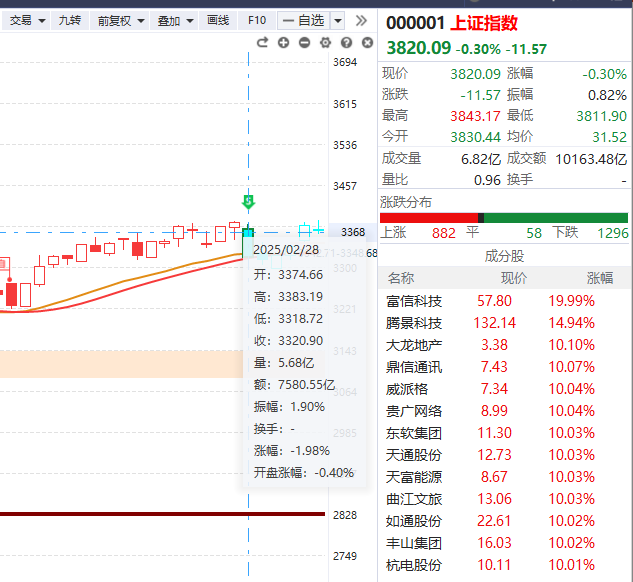 交易 九转 前复权 叠加 画线 F10 自选
000001 上证指数
3820.09 -0.30% -11.57
现价 3820.09 涨幅 -0.30%
涨跌 -11.57 振幅 0.82%
最高 3843.17 最低 3811.90
今开 3830.44 均价 31.52
成交量 6.82亿 成交额 10163.48亿
量比 0.96 换手 -
涨跌分布
上涨 882 平 58 下跌 1296
成分股
名称 现价 涨幅
富信科技 57.80 19.99%
腾景科技 132.14 14.94%
大龙地产 3.38 10.10%
鼎信通讯 7.43 10.07%
威派格 7.34 10.04%
贵广网络 8.99 10.04%
东软集团 11.30 10.03%
天通股份 12.73 10.03%
天富能源 8.67 10.03%
曲江文旅 13.06 10.03%
如通股份 22.61 10.02%
丰山集团 16.03 10.02%
杭电股份 10.11 10.01%
3694
3615
3536
3457
3368
3300
3221
3143
3064
2985
2828
2749
2025/02/28
开：3374.66
高：3383.19
低：3318.72
收：3320.90
量：5.68亿
额：7580.55亿
振幅：1.90%
换手：-
涨幅：-1.98%
开盘涨幅：-0.40%